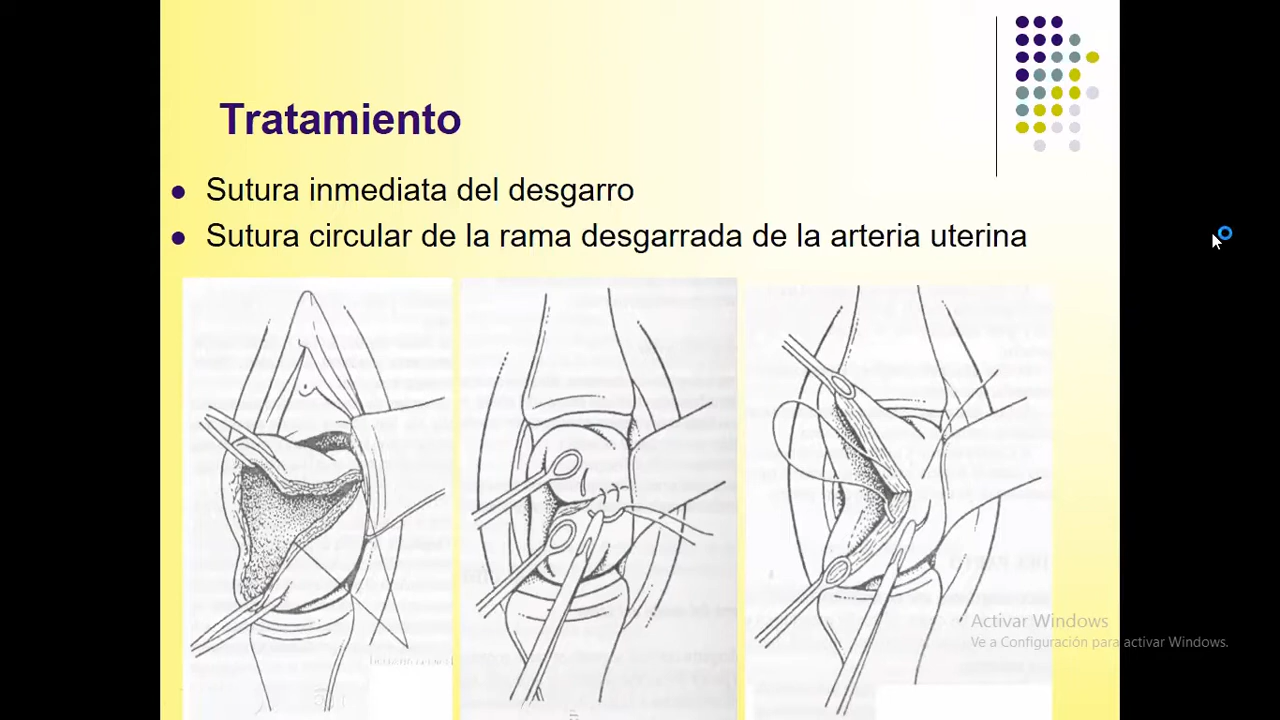 Tratamiento
Sutura inmediata del desgarro
Sutura circular de la rama desgarrada de la arteria uterina
Activar Windows
Ve a Configuración para activar Windows.